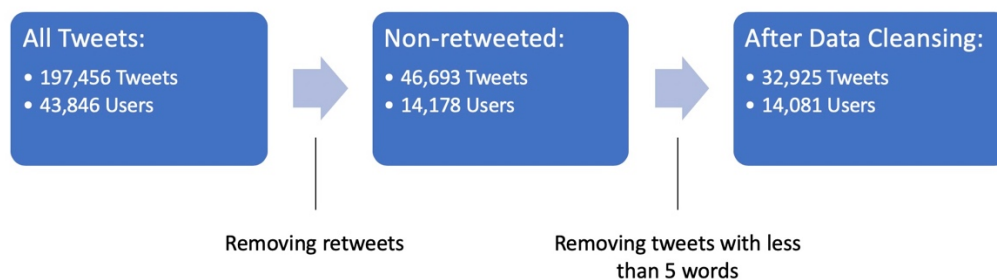 All Tweets:
• 197,456 Tweets
• 43,846 Users
Non-retweeted:
• 46,693 Tweets
• 14,178 Users
After Data Cleansing:
• 32,925 Tweets
• 14,081 Users
Removing retweets
Removing tweets with less
than 5 words